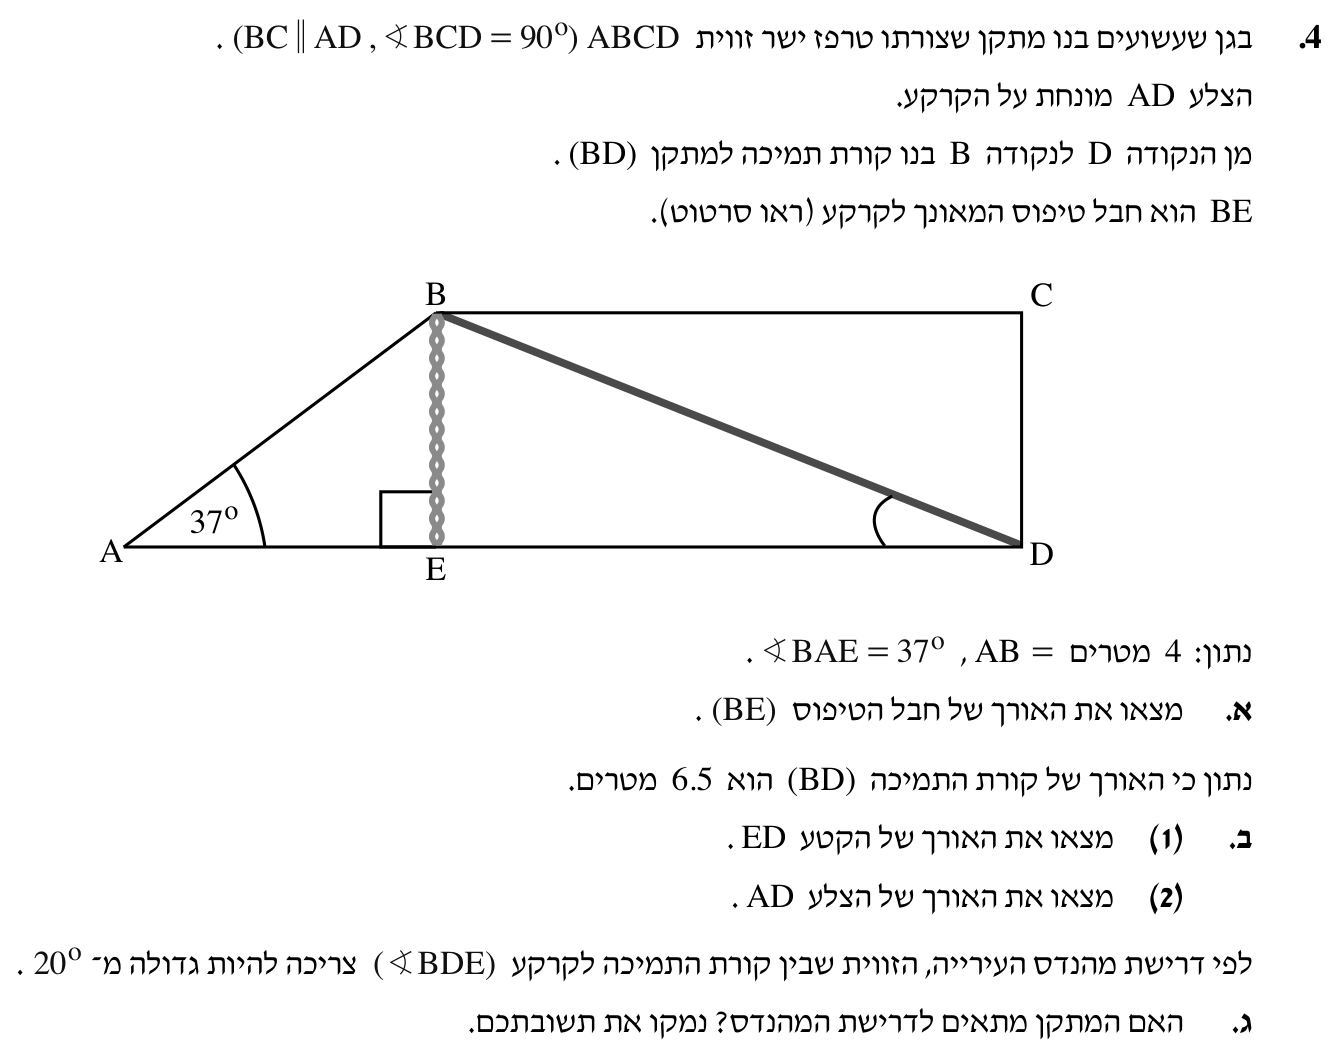 4. בגן שעשועים בנו מתקן שצורתו טרפז ישר זווית ABCD (BC ∥ AD , ∢BCD = 90°) .
הצלע AD מונחת על הקרקע.
מן הנקודה D לנקודה B בנו קורת תמיכה למתקן (BD) .
BE הוא חבל טיפוס המאונך לקרקע (ראו סרטוט).
B C
37°
A E D
נתון: 4 מטרים = AB , ∢BAE = 37° .
א. מצאו את האורך של חבל הטיפוס (BE) .
נתון כי האורך של קורת התמיכה (BD) הוא 6.5 מטרים.
ב. (1) מצאו את האורך של הקטע ED .
(2) מצאו את האורך של הצלע AD .
לפי דרישת מהנדס העירייה, הזווית שבין קורת התמיכה לקרקע (∢BDE) צריכה להיות גדולה מ־ 20° .
ג. האם המתקן מתאים לדרישת המהנדס? נמקו את תשובתכם.